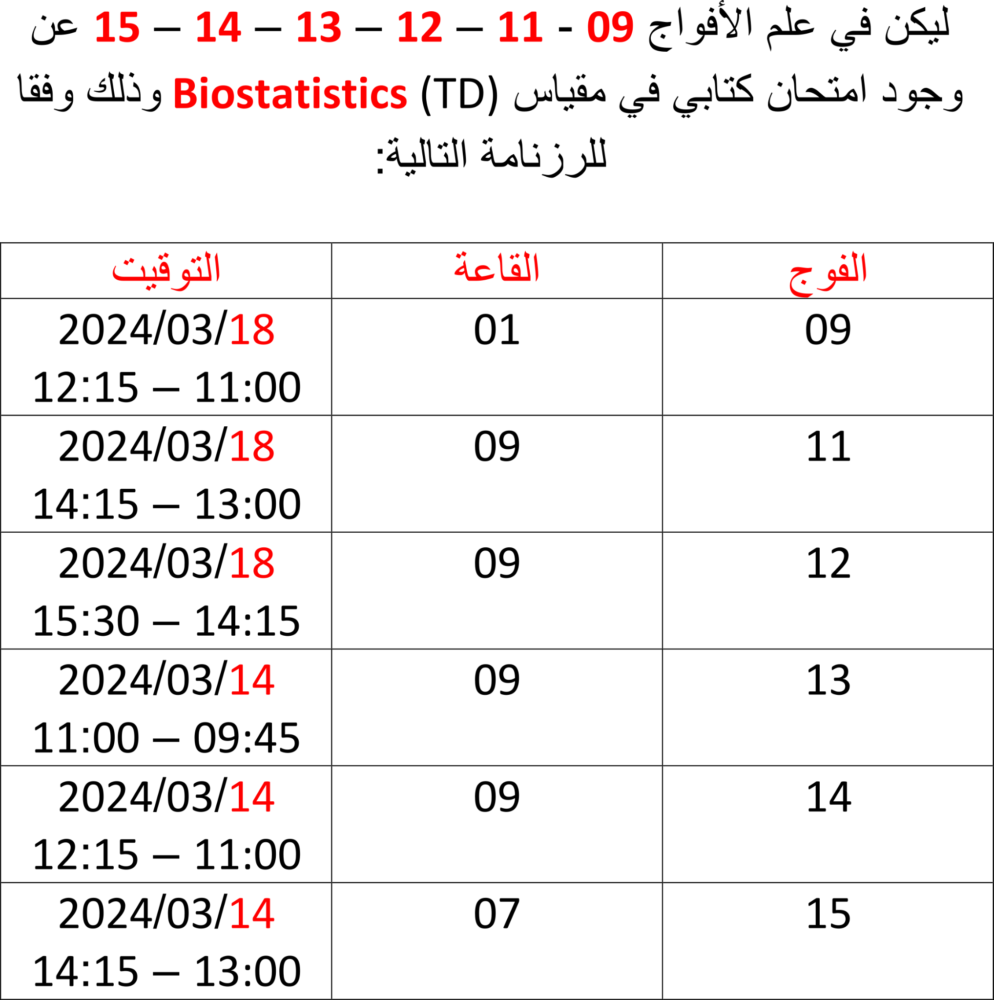 ليكن في علم الأفواج 09 - 11 – 12 – 13 – 14 – 15 عن
وجود امتحان كتابي في مقياس Biostatistics (TD) وذلك وفقا
للرزنامة التالية:
الفوج القاعة التوقيت
09 01 2024/03/18
11:00 – 12:15
11 09 2024/03/18
13:00 – 14:15
12 09 2024/03/18
14:15 – 15:30
13 09 2024/03/14
09:45 – 11:00
14 09 2024/03/14
11:00 – 12:15
15 07 2024/03/14
13:00 – 14:15